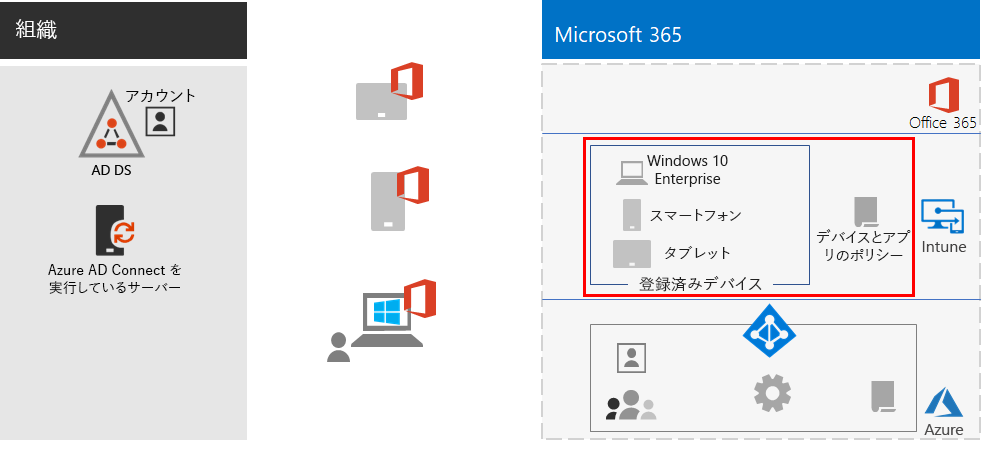 組織
アカウント
AD DS
Azure AD Connect を
実行しているサーバー
Microsoft 365
Office 365
Windows 10
Enterprise
スマートフォン
タブレット
登録済みデバイス
デバイスとアプ
リのポリシー
Intune
Azure